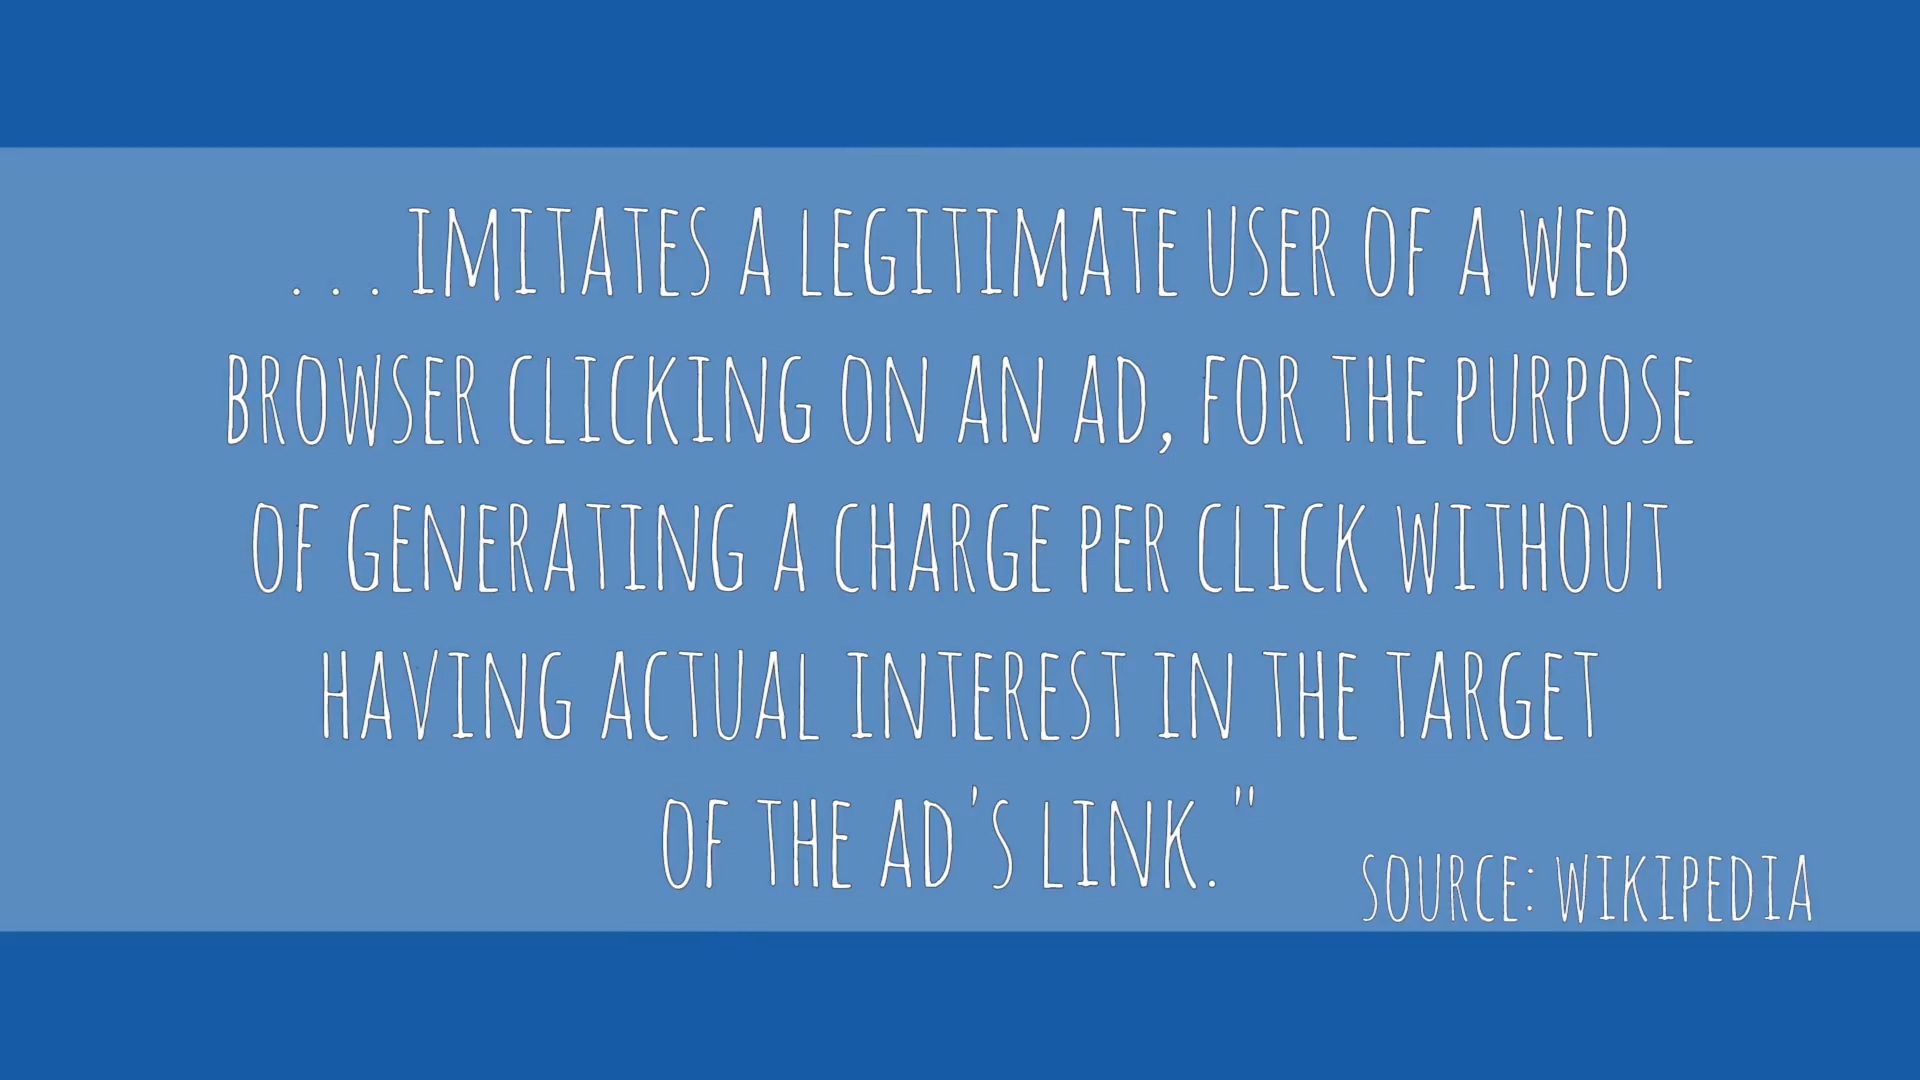 ... IMITATES A LEGITIMATE USER OF A WEB
BROWSER CLICKING ON AN AD, FOR THE PURPOSE
OF GENERATING A CHARGE PER CLICK WITHOUT
HAVING ACTUAL INTEREST IN THE TARGET
OF THE AD'S LINK."
SOURCE: WIKIPEDIA